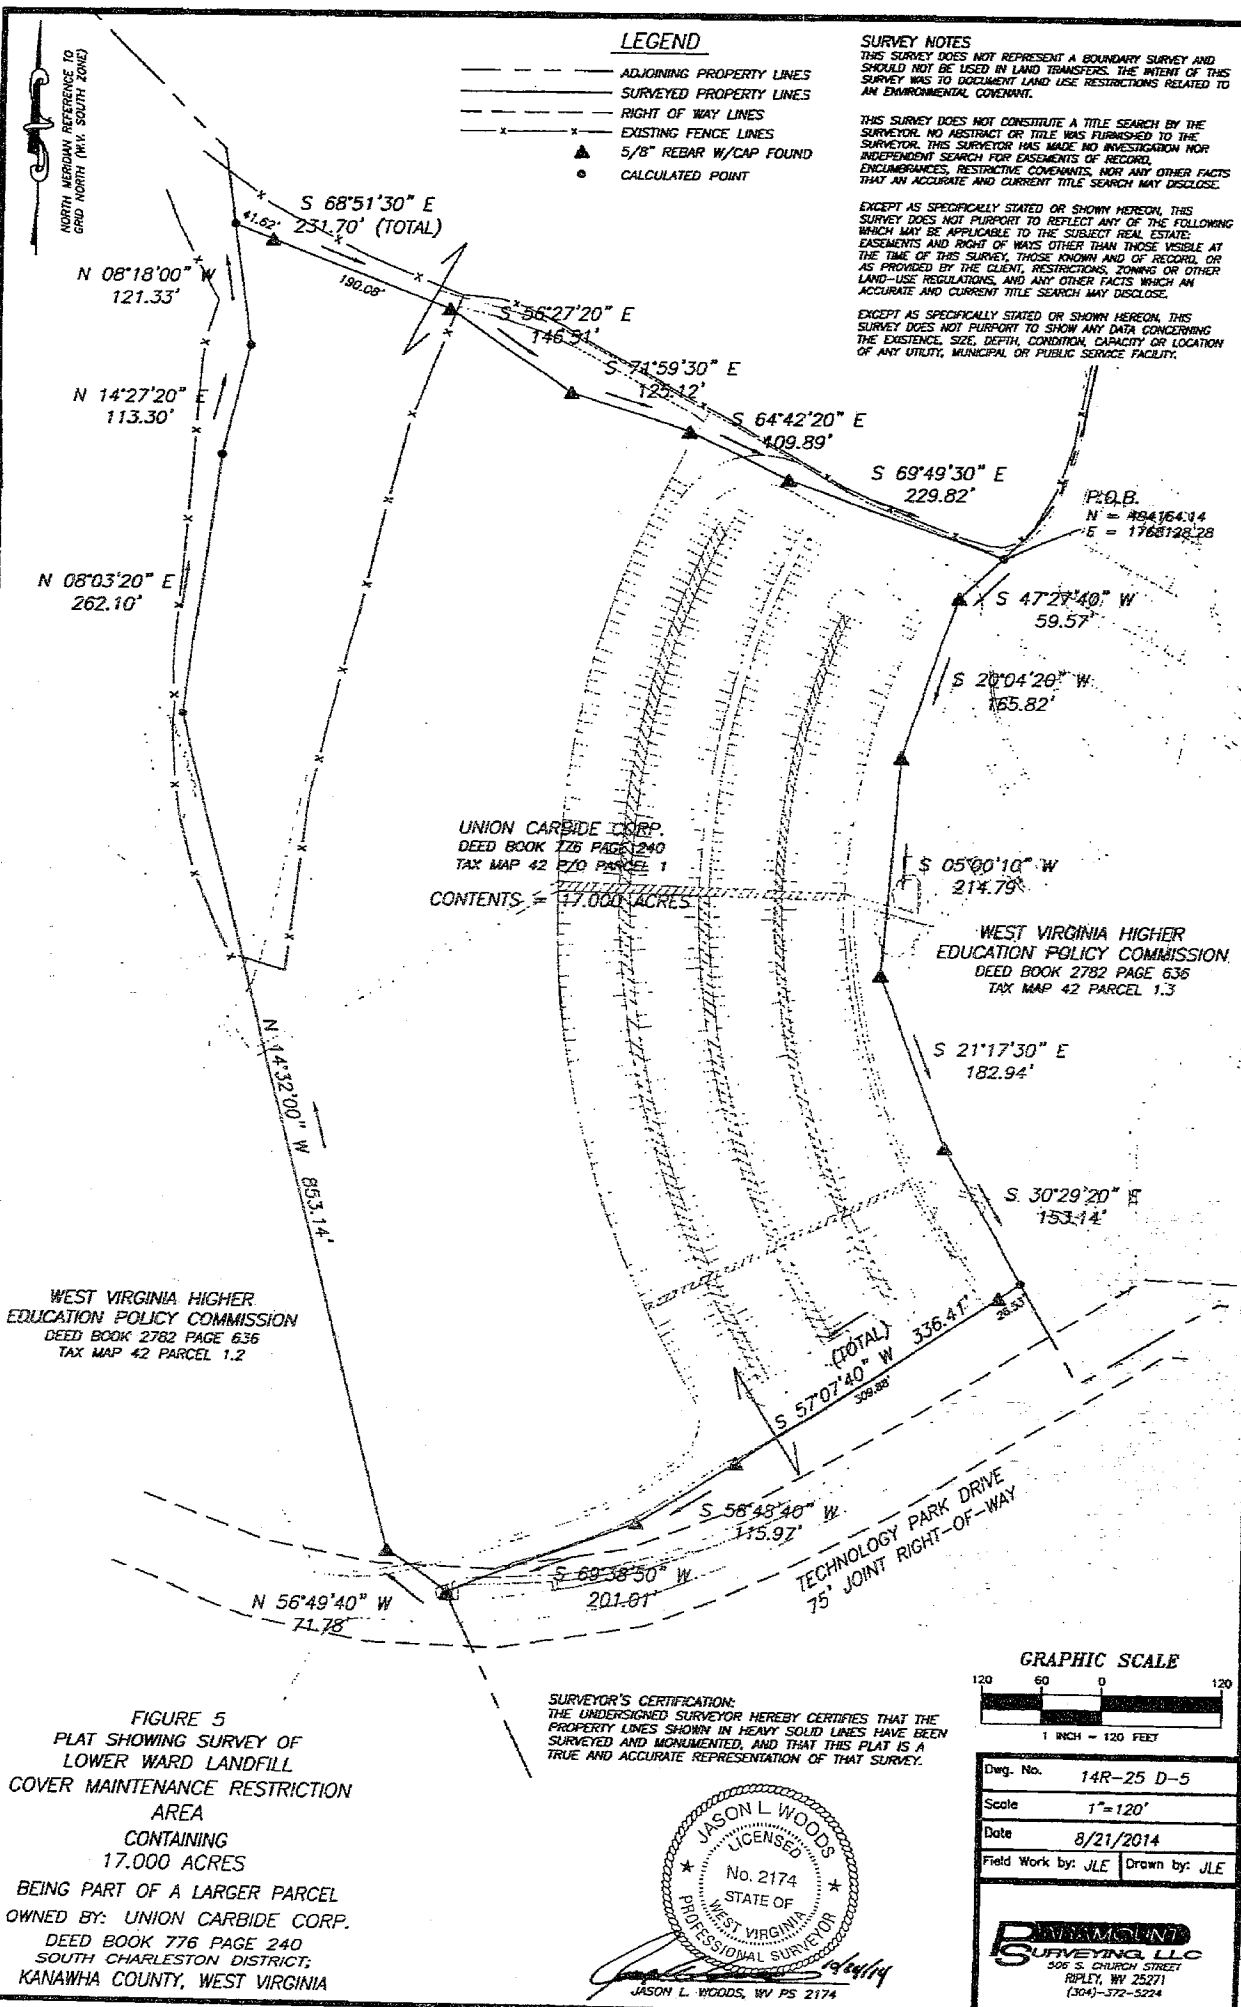 NORTH MERIDIAN REFERENCE TO
GRID NORTH (W.V. SOUTH ZONE)
LEGEND
ADJOINING PROPERTY LINES
SURVEYED PROPERTY LINES
RIGHT OF WAY LINES
EXISTING FENCE LINES
5/8" REBAR W/CAP FOUND
CALCULATED POINT
SURVEY NOTES
THIS SURVEY DOES NOT REPRESENT A BOUNDARY SURVEY AND
SHOULD NOT BE USED IN LAND TRANSFERS. THE INTENT OF THIS
SURVEY WAS TO DOCUMENT LAND USE RESTRICTIONS RELATED TO
AN ENVIRONMENTAL COVENANT.
THIS SURVEY DOES NOT CONSTITUTE A TITLE SEARCH BY THE
SURVEYOR. NO ABSTRACT OR TITLE WAS FURNISHED TO THE
SURVEYOR. THIS SURVEYOR HAS MADE NO INVESTIGATION NOR
INDEPENDENT SEARCH FOR EASEMENTS OF RECORD,
ENCUMBRANCES, RESTRICTIVE COVENANTS, NOR ANY OTHER FACTS
THAT AN ACCURATE AND CURRENT TITLE SEARCH MAY DISCLOSE.
EXCEPT AS SPECIFICALLY STATED OR SHOWN HEREON, THIS
SURVEY DOES NOT PURPORT TO REFLECT ANY OF THE FOLLOWING
WHICH MAY BE APPLICABLE TO THE SUBJECT REAL ESTATE:
EASEMENTS AND RIGHT OF WAYS OTHER THAN THOSE VISIBLE AT
THE TIME OF THIS SURVEY, THOSE KNOWN AND OF RECORD, OR
AS PROVIDED BY THE CLIENT, RESTRICTIONS, ZONING OR OTHER
LAND-USE REGULATIONS, AND ANY OTHER FACTS WHICH AN
ACCURATE AND CURRENT TITLE SEARCH MAY DISCLOSE.
EXCEPT AS SPECIFICALLY STATED OR SHOWN HEREON, THIS
SURVEY DOES NOT PURPORT TO SHOW ANY DATA CONCERNING
THE EXISTENCE, SIZE, DEPTH, CONDITION, CAPACITY OR LOCATION
OF ANY UTILITY, MUNICIPAL OR PUBLIC SERVICE FACILITY.
S 68°51'30" E
231.70' (TOTAL)
41.62'
190.08'
N 08°18'00" W
121.33'
S 56°27'20" E
146.51'
S 71°59'30" E
125.12'
N 14°27'20" E
113.30'
S 64°42'20" E
109.89'
S 69°49'30" E
229.82'
P.O.B.
N = 484164.14
E = 1768128.28
N 08°03'20" E
262.10'
S 47°27'40" W
59.57'
S 20°04'20" W
165.82'
UNION CARBIDE CORP.
DEED BOOK 776 PAGE 240
TAX MAP 42 P/O PARCEL 1
CONTENTS = 17.000 ACRES
S 05°00'10" W
214.79'
WEST VIRGINIA HIGHER
EDUCATION POLICY COMMISSION
DEED BOOK 2782 PAGE 636
TAX MAP 42 PARCEL 1.3
S 21°17'30" E
182.94'
N 14°32'00" W 853.14'
S 30°29'20" E
153.14'
WEST VIRGINIA HIGHER
EDUCATION POLICY COMMISSION
DEED BOOK 2782 PAGE 636
TAX MAP 42 PARCEL 1.2
(TOTAL)
S 57°07'40" W 336.41'
309.88'
26.53'
S 58°48'40" W
115.97'
TECHNOLOGY PARK DRIVE
75' JOINT RIGHT-OF-WAY
N 56°49'40" W
71.78'
S 69°38'50" W
201.01'
GRAPHIC SCALE
120 60 0 120
1 INCH = 120 FEET
FIGURE 5
PLAT SHOWING SURVEY OF
LOWER WARD LANDFILL
COVER MAINTENANCE RESTRICTION
AREA
CONTAINING
17.000 ACRES
BEING PART OF A LARGER PARCEL
OWNED BY: UNION CARBIDE CORP.
DEED BOOK 776 PAGE 240
SOUTH CHARLESTON DISTRICT;
KANAWHA COUNTY, WEST VIRGINIA
SURVEYOR'S CERTIFICATION:
THE UNDERSIGNED SURVEYOR HEREBY CERTIFIES THAT THE
PROPERTY LINES SHOWN IN HEAVY SOLID LINES HAVE BEEN
SURVEYED AND MONUMENTED, AND THAT THIS PLAT IS A
TRUE AND ACCURATE REPRESENTATION OF THAT SURVEY.
JASON L. WOODS
LICENSED
No. 2174
STATE OF
WEST VIRGINIA
PROFESSIONAL SURVEYOR
JASON L. WOODS, WV PS 2174
Dwg. No. 14R-25 D-5
Scale 1"=120'
Date 8/21/2014
Field Work by: JLE Drawn by: JLE
PARAMOUNT
SURVEYING, LLC
506 S. CHURCH STREET
RIPLEY, WV 25271
(304)-372-5224